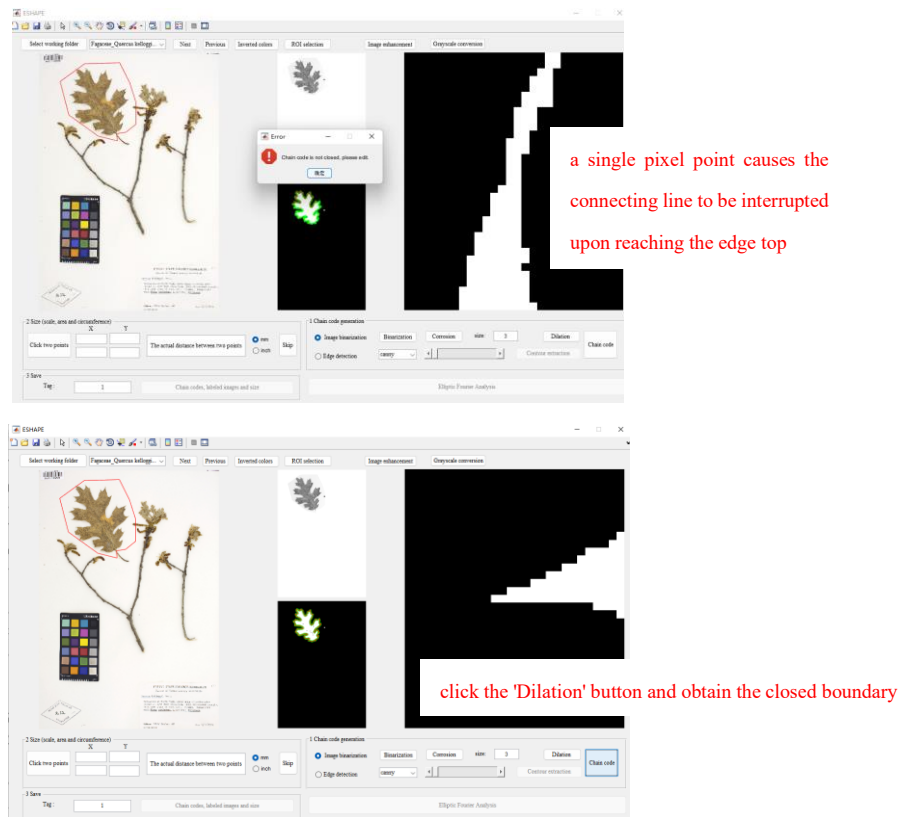 ESHAPE
Select working folder Fagaceae_Quercus kelloggi... Next Previous Inverted colors ROI selection Image enhancement Grayscale conversion
Error
Chain code is not closed, please edit.
确定
a single pixel point causes the
connecting line to be interrupted
upon reaching the edge top
2 Size (scale, area and circumference)
X Y
Click two points The actual distance between two points mm inch Skip
1 Chain code generation
Image binarization Binarization Corrosion size: 3 Dilation
Edge detection canny Contour extraction
Chain code
3 Save
Tag : 1 Chain codes, labeled images and size
Elliptic Fourier Analysis
ESHAPE
Select working folder Fagaceae_Quercus kelloggi... Next Previous Inverted colors ROI selection Image enhancement Grayscale conversion
click the 'Dilation' button and obtain the closed boundary
2 Size (scale, area and circumference)
X Y
Click two points The actual distance between two points mm inch Skip
1 Chain code generation
Image binarization Binarization Corrosion size: 3 Dilation
Edge detection canny Contour extraction
Chain code
3 Save
Tag : 1 Chain codes, labeled images and size
Elliptic Fourier Analysis